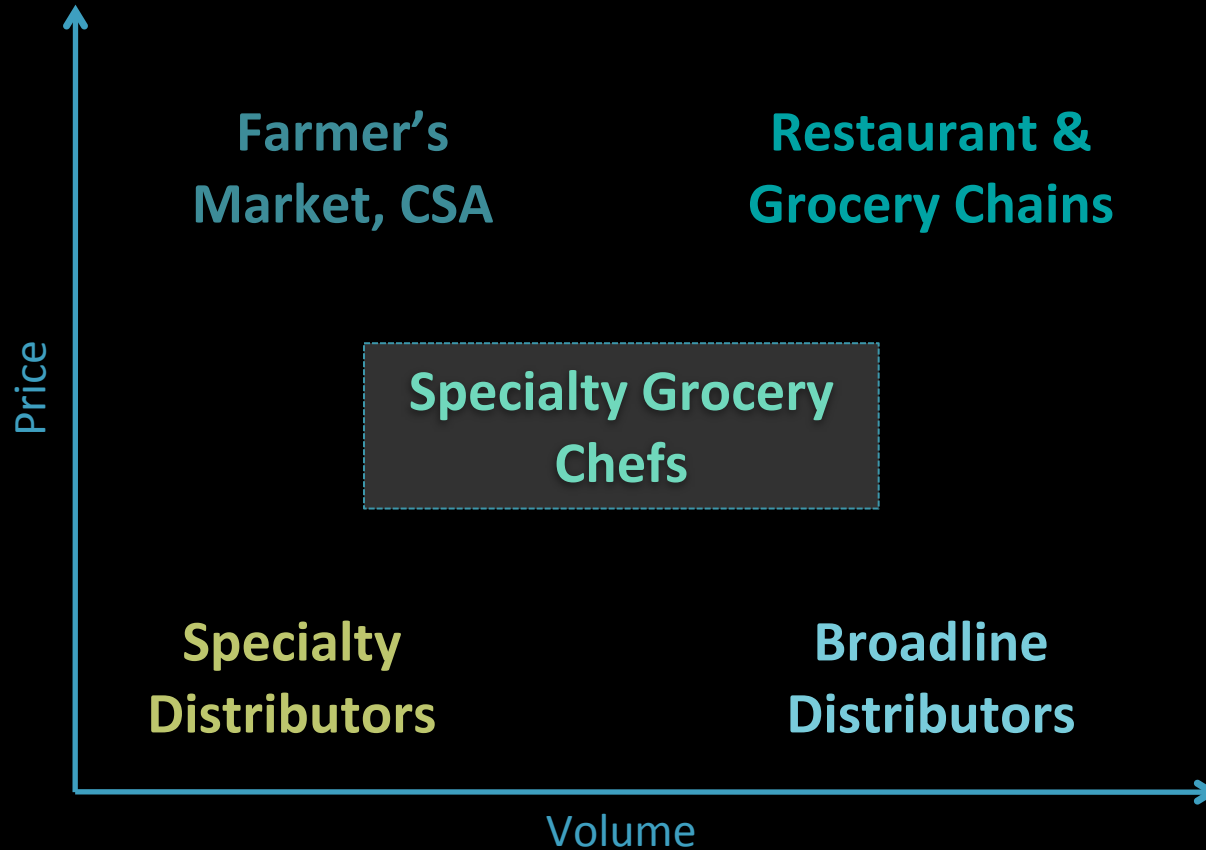 Farmer’s
Market, CSA
Restaurant &
Grocery Chains
Price
Specialty Grocery
Chefs
Specialty
Distributors
Broadline
Distributors
Volume